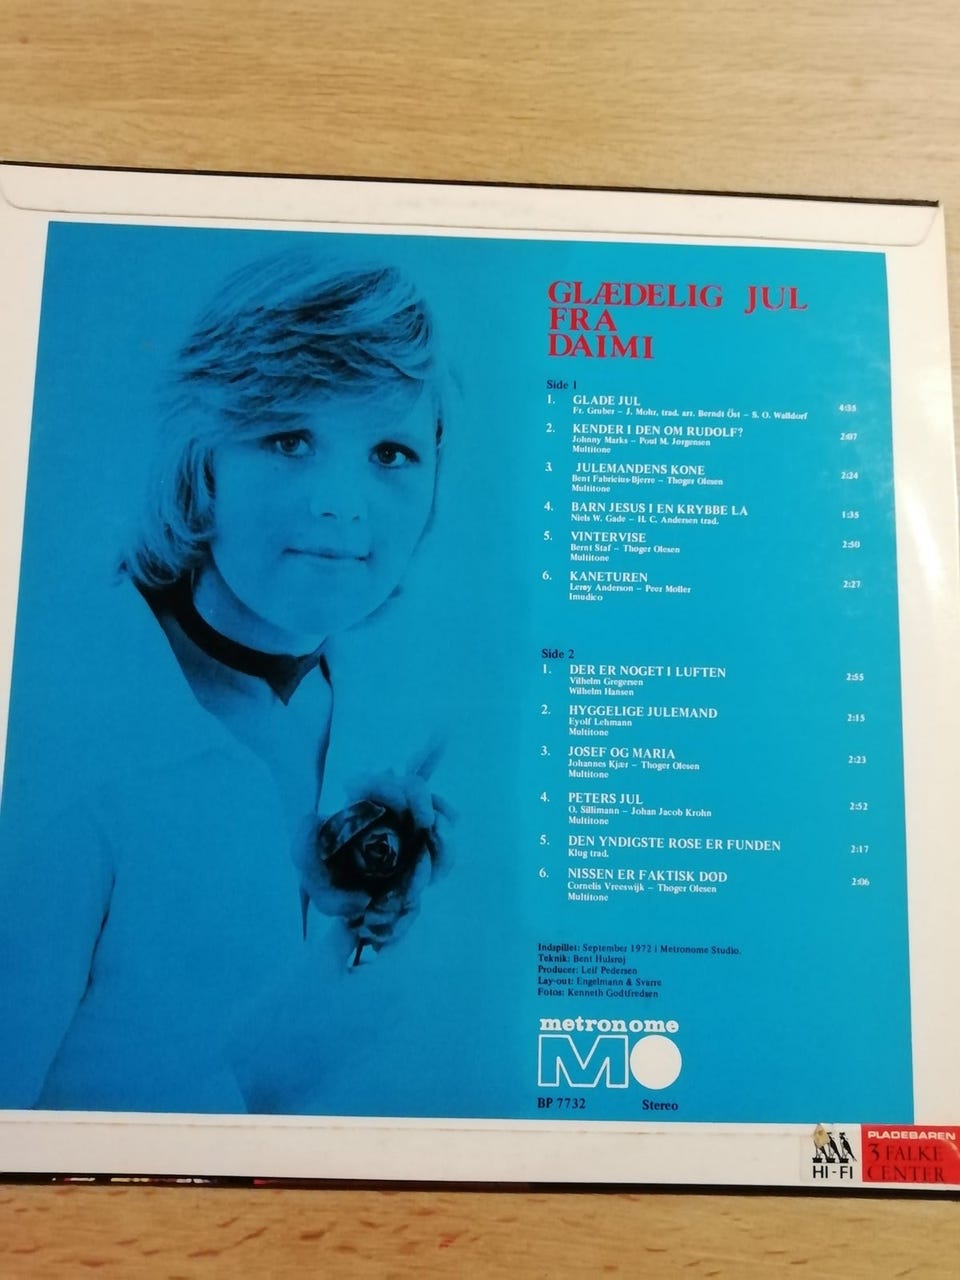 GLÆDELIG JUL
FRA
DAIMI
Side 1
1. GLADE JUL 4:35
Fr. Gruber – J. Mohr, trad. arr. Berndt Öst – S. O. Walldorf
2. KENDER I DEN OM RUDOLF? 2:07
Johnny Marks – Poul M. Jørgensen
Multitone
3. JULEMANDENS KONE 2:24
Bent Fabricius-Bjerre – Thøger Olesen
Multitone
4. BARN JESUS I EN KRYBBE LÅ 1:35
Niels W. Gade – H. C. Andersen trad.
5. VINTERVISE 2:50
Bernt Staf – Thoger Olesen
Multitone
6. KANETUREN 2:27
Leroy Anderson – Peer Møller
Imudico
Side 2
1. DER ER NOGET I LUFTEN 2:55
Vilhelm Gregersen
Wilhelm Hansen
2. HYGGELIGE JULEMAND 2:15
Eyolf Lehmann
Multitone
3. JOSEF OG MARIA 2:23
Johannes Kjær – Thoger Olesen
Multitone
4. PETERS JUL 2:52
O. Sillimann – Johan Jacob Krohn
Multitone
5. DEN YNDIGSTE ROSE ER FUNDEN 2:17
Klug trad.
6. NISSEN ER FAKTISK DØD 2:06
Cornelis Vreeswijk – Thoger Olesen
Multitone
Indspillet: September 1972 i Metronome Studio.
Teknik: Bent Hulsrøj
Producer: Leif Pedersen
Lay-out: Engelmann & Svarre
Fotos: Kenneth Godtfredsen
metronome
MO
BP 7732 Stereo
HI-FI
PLADEBAREN
3 FALKE
CENTER